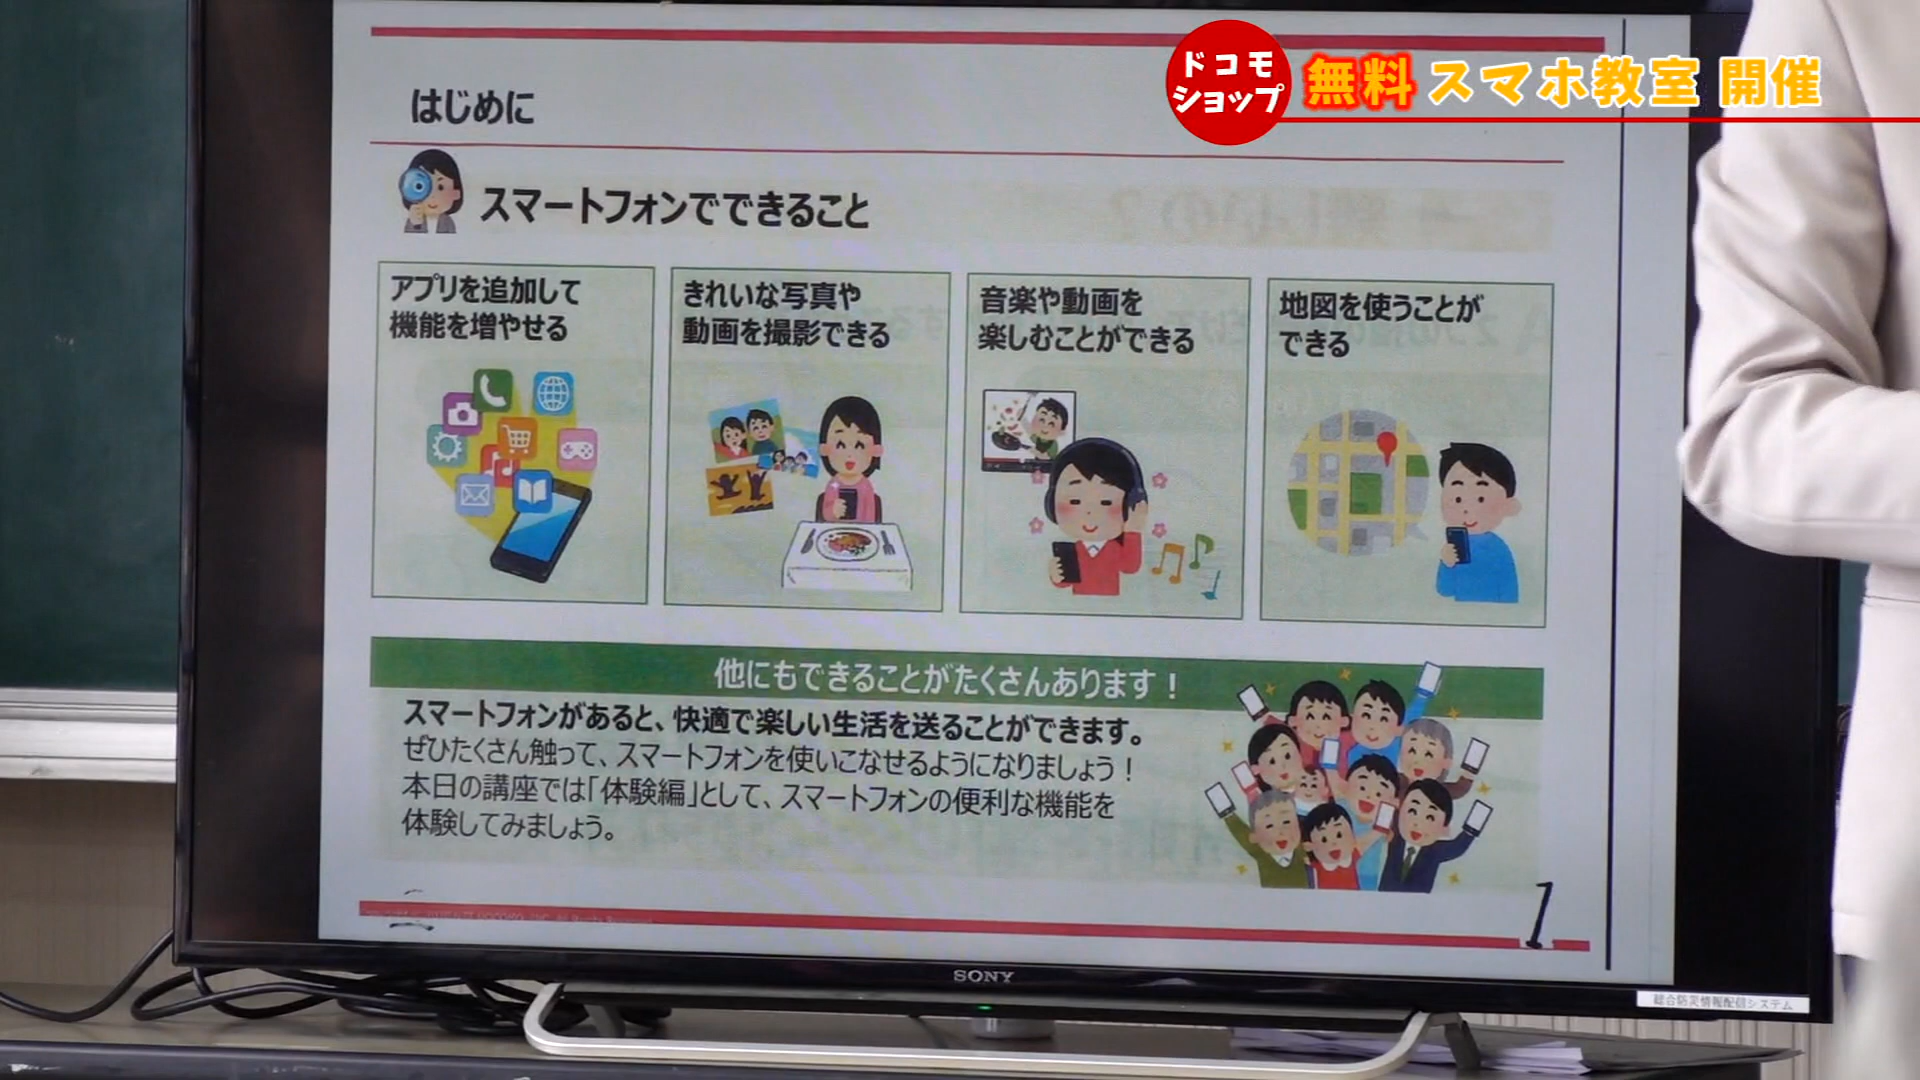 ドコモ
ショップ
無料 スマホ教室 開催
はじめに
スマートフォンでできること
アプリを追加して
機能を増やせる
きれいな写真や
動画を撮影できる
音楽や動画を
楽しむことができる
地図を使うことが
できる
他にもできることがたくさんあります！
スマートフォンがあると、快適で楽しい生活を送ることができます。
ぜひたくさん触って、スマートフォンを使いこなせるようになりましょう！
本日の講座では「体験編」として、スマートフォンの便利な機能を
体験してみましょう。
1
SONY
総合防災情報配信システム